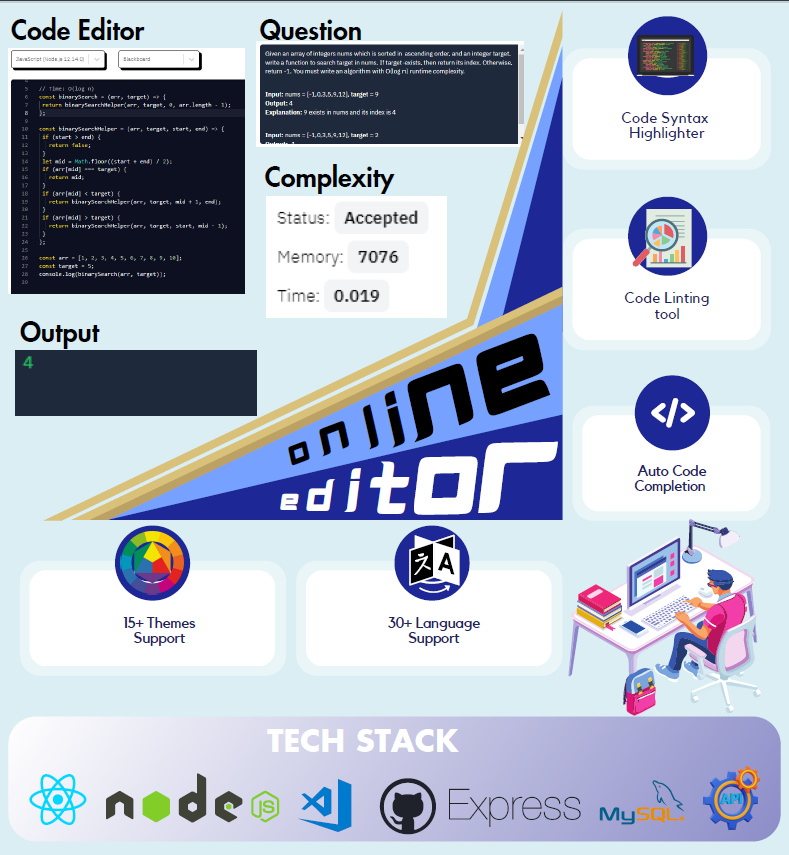 Code Editor
JavaScript (Node.js 12.14.0)
Blackboard
4
5 // Time: O(log n)
6 const binarySearch = (arr, target) => {
7 return binarySearchHelper(arr, target, 0, arr.length - 1);
8 };
9
10 const binarySearchHelper = (arr, target, start, end) => {
11 if (start > end) {
12 return false;
13 }
14 let mid = Math.floor((start + end) / 2);
15 if (arr[mid] === target) {
16 return mid;
17 }
18 if (arr[mid] < target) {
19 return binarySearchHelper(arr, target, mid + 1, end);
20 }
21 if (arr[mid] > target) {
22 return binarySearchHelper(arr, target, start, mid - 1);
23 }
24 };
25
26 const arr = [1, 2, 3, 4, 5, 6, 7, 8, 9, 10];
27 const target = 5;
28 console.log(binarySearch(arr, target));
Question
Given an array of integers nums which is sorted in ascending order, and an integer target,
write a function to search target in nums. If target exists, then return its index. Otherwise,
return -1. You must write an algorithm with O(log n) runtime complexity.
Input: nums = [-1,0,3,5,9,12], target = 9
Output: 4
Explanation: 9 exists in nums and its index is 4
Input: nums = [-1,0,3,5,9,12], target = 2
Complexity
Status: Accepted
Memory: 7076
Time: 0.019
Output
4
online
editor
Code Syntax
Highlighter
Code Linting
tool
</>
Auto Code
Completion
15+ Themes
Support
A
30+ Language
Support
TECH STACK
node
JS
Express
MySQL
API